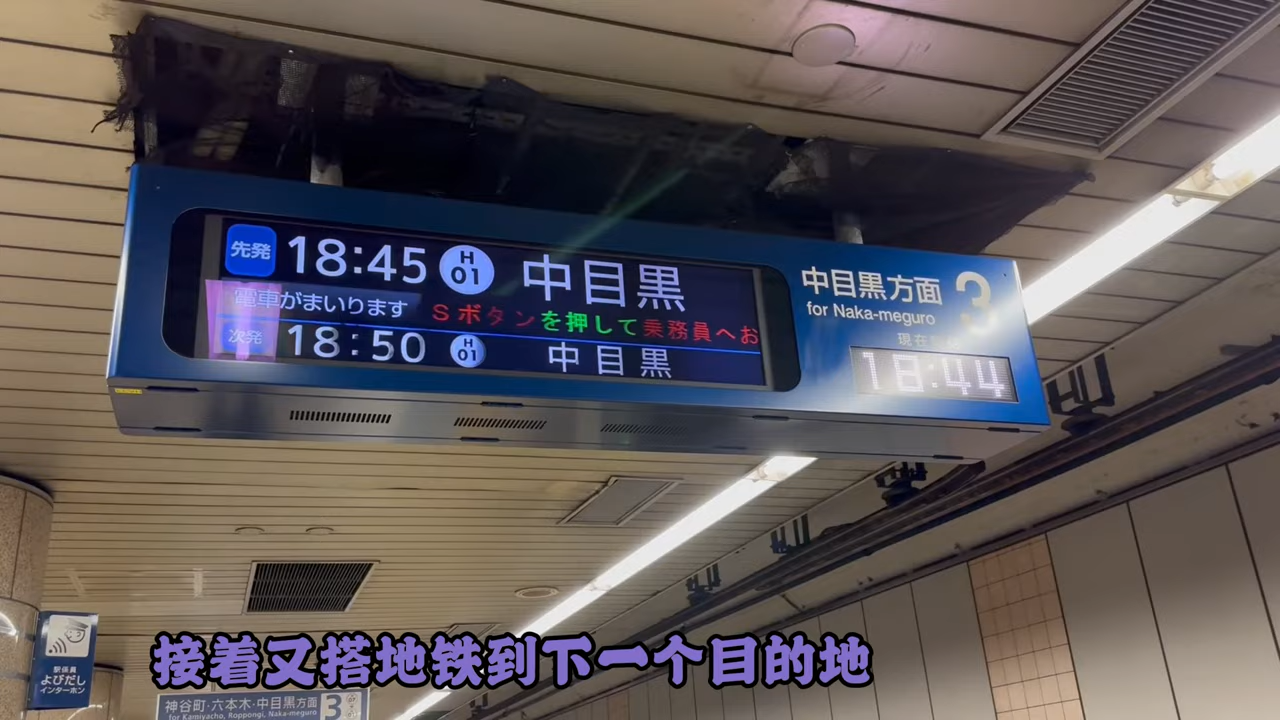 先発 18:45 H 01 中目黒
電車がまいります Sボタンを押して乗務員へお
次発 18:50 H 01 中目黒
中目黒方面 3
for Naka-meguro
現在
18:44
駅係員
よびだし
インターホン
接着又搭地铁到下一个目的地
神谷町・六本木・中目黒方面 3
for Kamiyacho, Roppongi, Naka-meguro